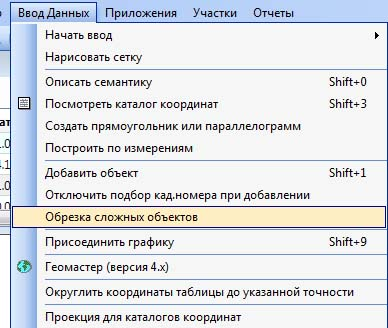 Ввод Данных Приложения Участки Отчеты
Начать ввод
Нарисовать сетку
Описать семантику Shift+0
Посмотреть каталог координат Shift+3
Создать прямоугольник или параллелограмм
Построить по измерениям
Добавить объект Shift+1
Отключить подбор кад.номера при добавлении
Обрезка сложных объектов
Присоединить графику Shift+9
Геомастер (версия 4.х)
Округлить координаты таблицы до указанной точности
Проекция для каталогов координат